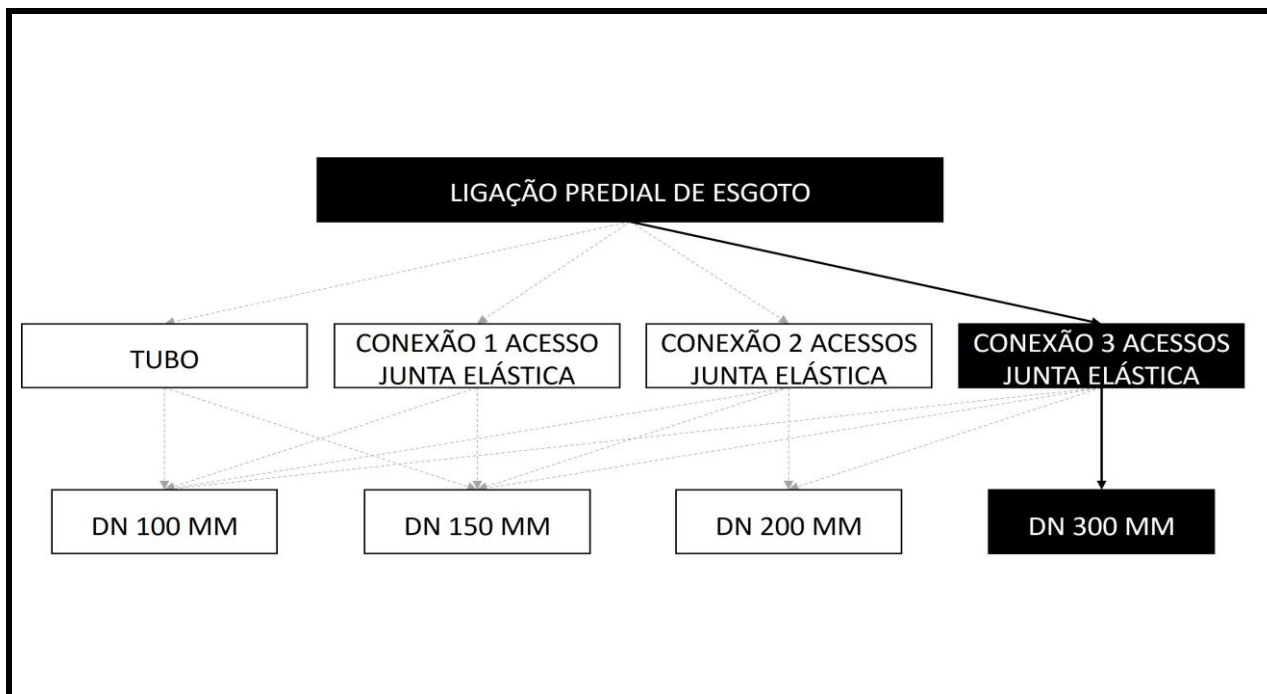 LIGAÇÃO PREDIAL DE ESGOTO
TUBO
CONEXÃO 1 ACESSO
JUNTA ELÁSTICA
CONEXÃO 2 ACESSOS
JUNTA ELÁSTICA
CONEXÃO 3 ACESSOS
JUNTA ELÁSTICA
DN 100 MM
DN 150 MM
DN 200 MM
DN 300 MM